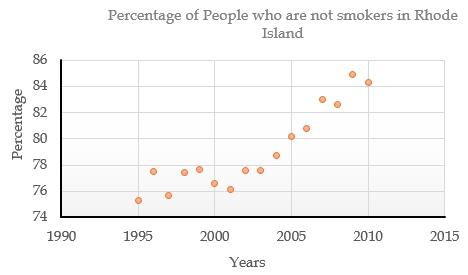 Percentage of People who are not smokers in Rhode
Island
86
84
82
80
78
76
74
Percentage
1990 1995 2000 2005 2010 2015
Years